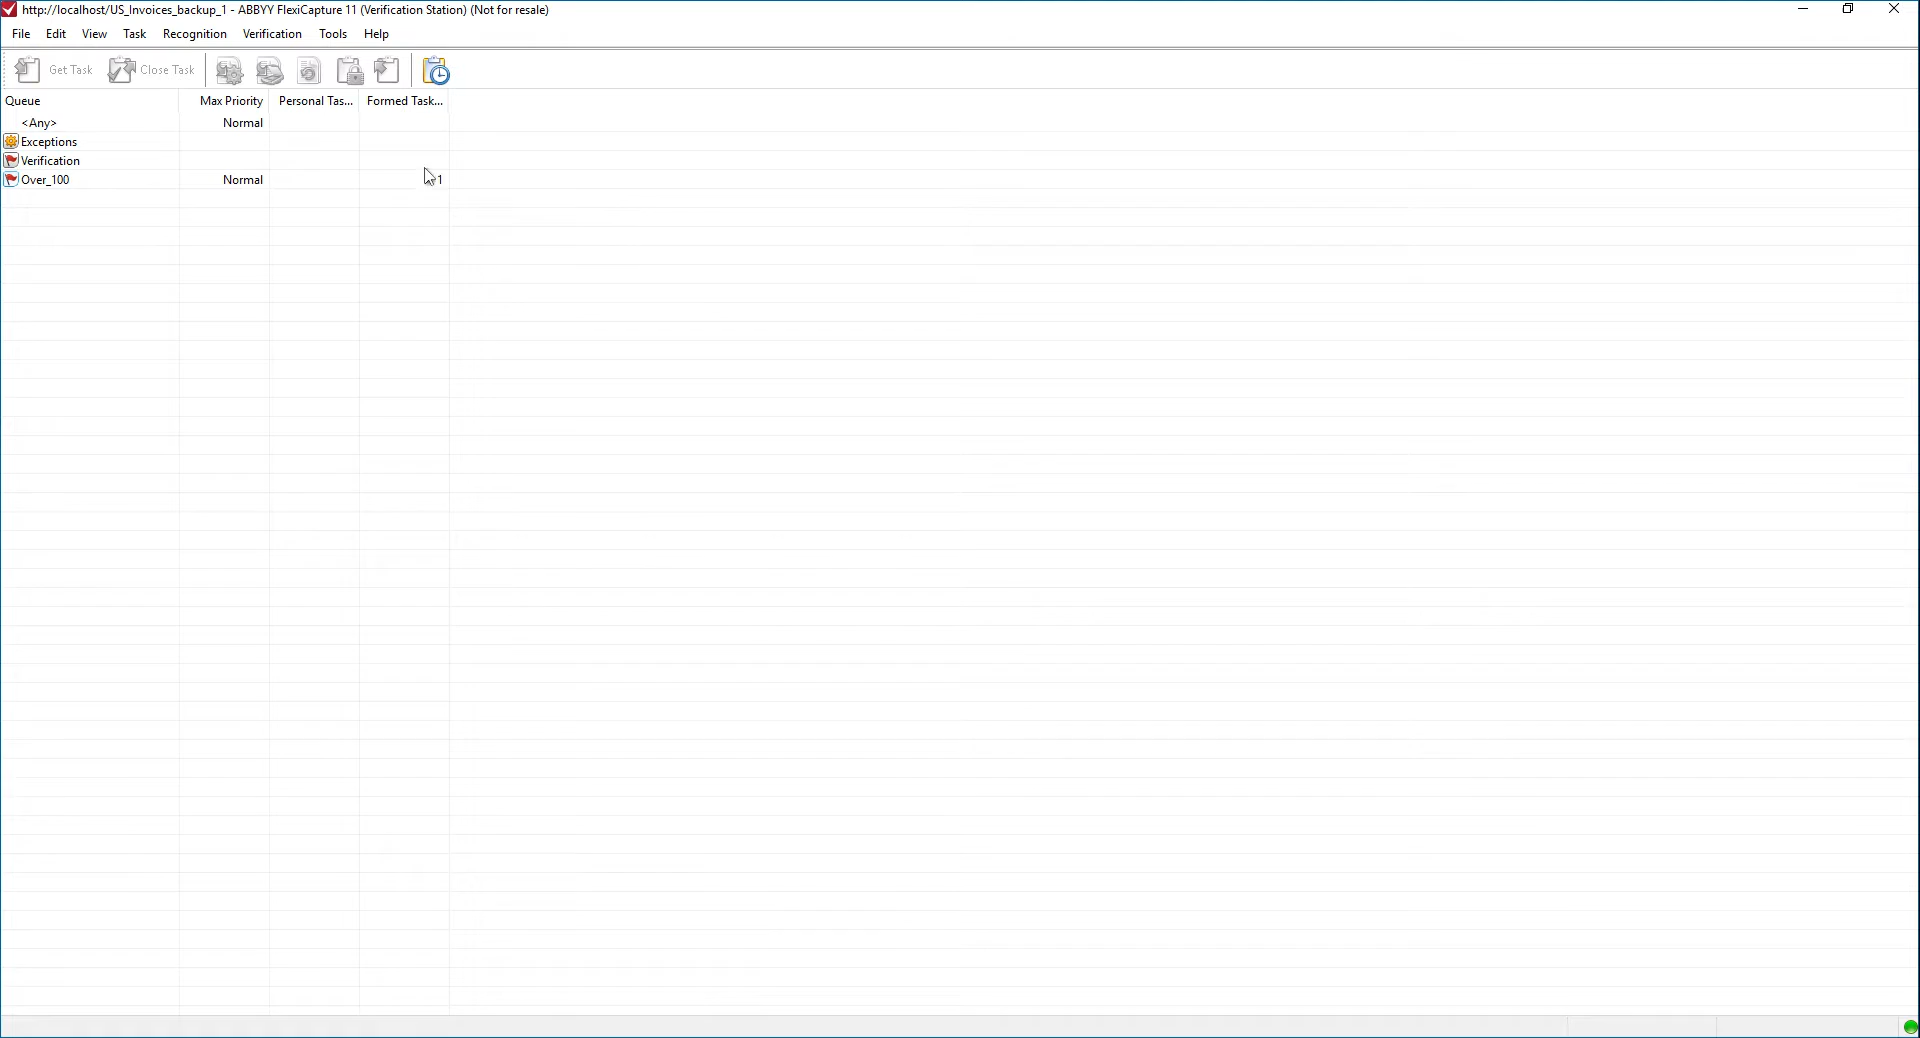 http://localhost/US_Invoices_backup_1 - ABBYY FlexiCapture 11 (Verification Station) (Not for resale)
File Edit View Task Recognition Verification Tools Help
Get Task Close Task
Queue Max Priority Personal Tas... Formed Task...
<Any> Normal
Exceptions
Verification
Over_100 Normal 1